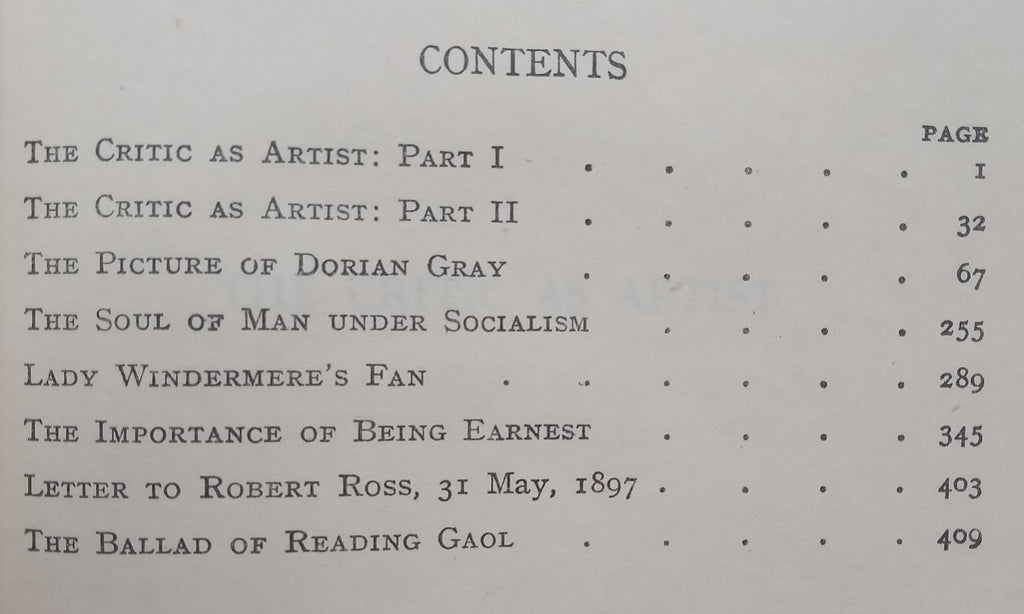 CONTENTS
PAGE
THE CRITIC AS ARTIST: PART I . . . . . 1
THE CRITIC AS ARTIST: PART II . . . . . 32
THE PICTURE OF DORIAN GRAY . . . . . 67
THE SOUL OF MAN UNDER SOCIALISM . . . . 255
LADY WINDERMERE'S FAN . . . . . . 289
THE IMPORTANCE OF BEING EARNEST . . . . 345
LETTER TO ROBERT ROSS, 31 MAY, 1897 . . . . 403
THE BALLAD OF READING GAOL . . . . . 409